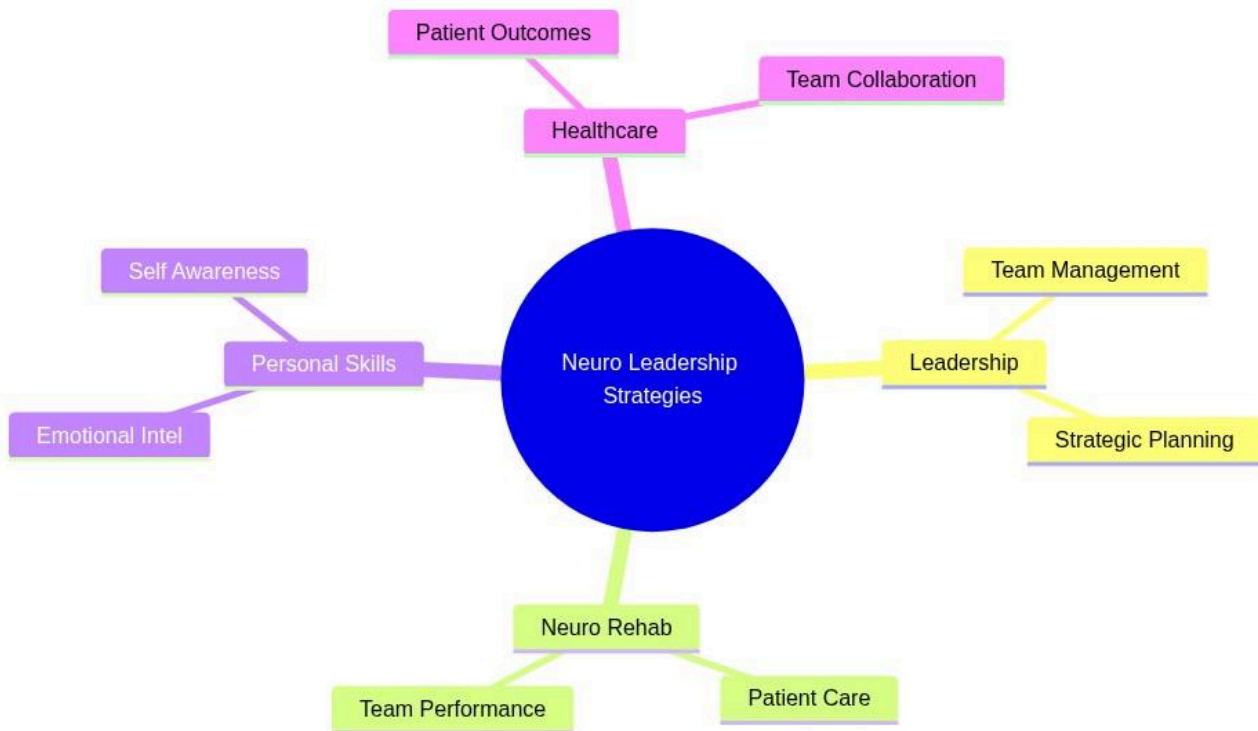 Patient Outcomes
Team Collaboration
Healthcare
Self Awareness
Team Management
Personal Skills
Neuro Leadership
Strategies
Leadership
Emotional Intel
Strategic Planning
Neuro Rehab
Team Performance
Patient Care